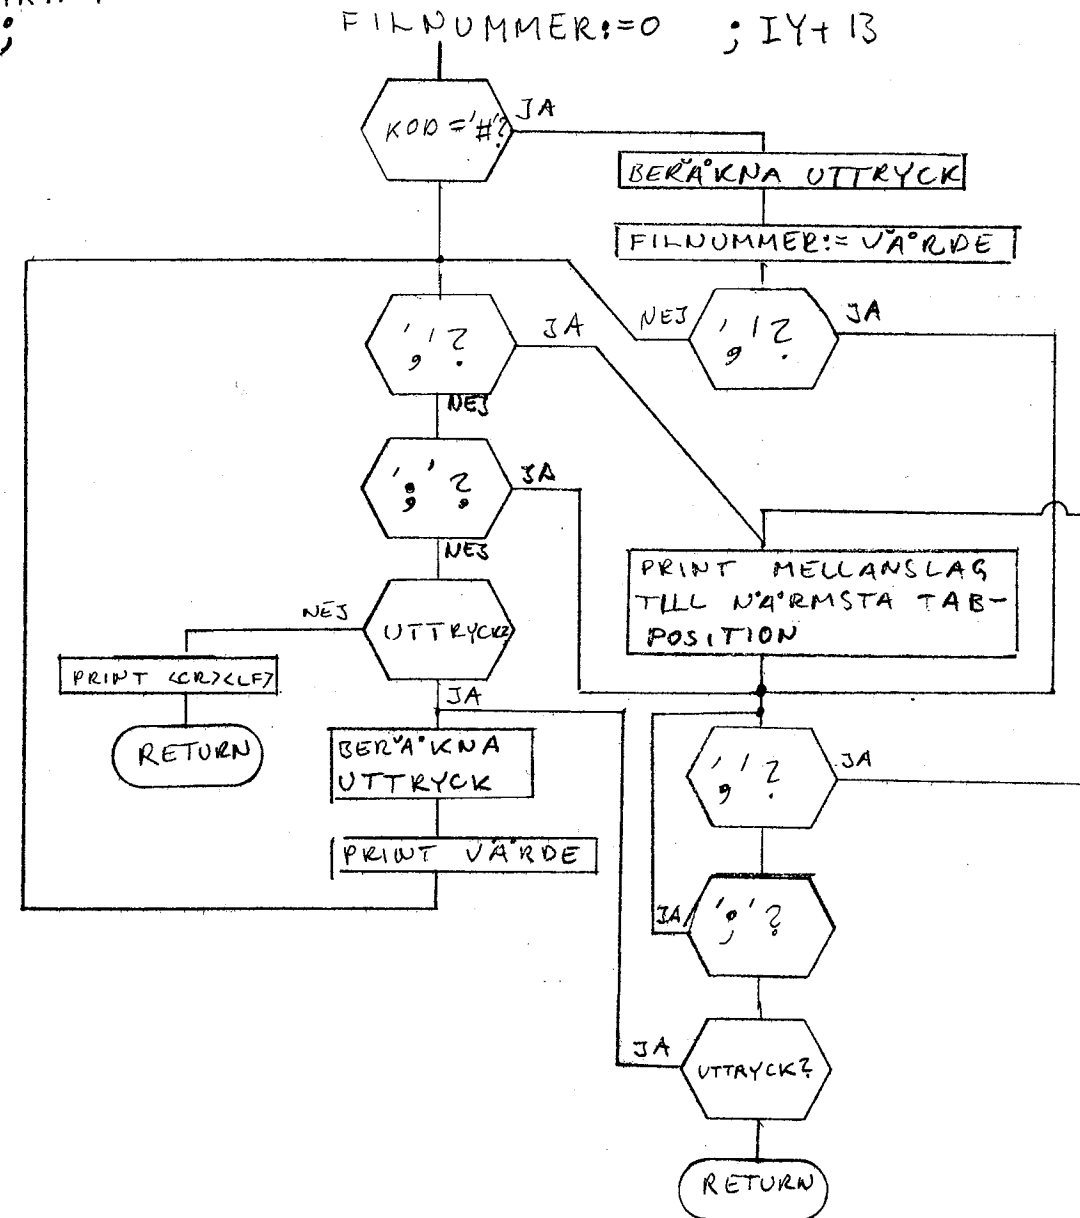 ;
FILNUMMER:=0 ; IY+13
KOD='#'?
JA
BERÄKNA UTTRYCK
FILNUMMER:= VÄRDE
','?
JA
NEJ
','?
JA
NEJ
';'?
JA
NEJ
PRINT MELLANSLAG
TILL NÄRMSTA TAB-
POSITION
UTTRYCK?
NEJ
JA
PRINT <CR><LF>
RETURN
BERÄKNA
UTTRYCK
PRINT VÄRDE
','?
JA
';'?
JA
UTTRYCK?
JA
RETURN